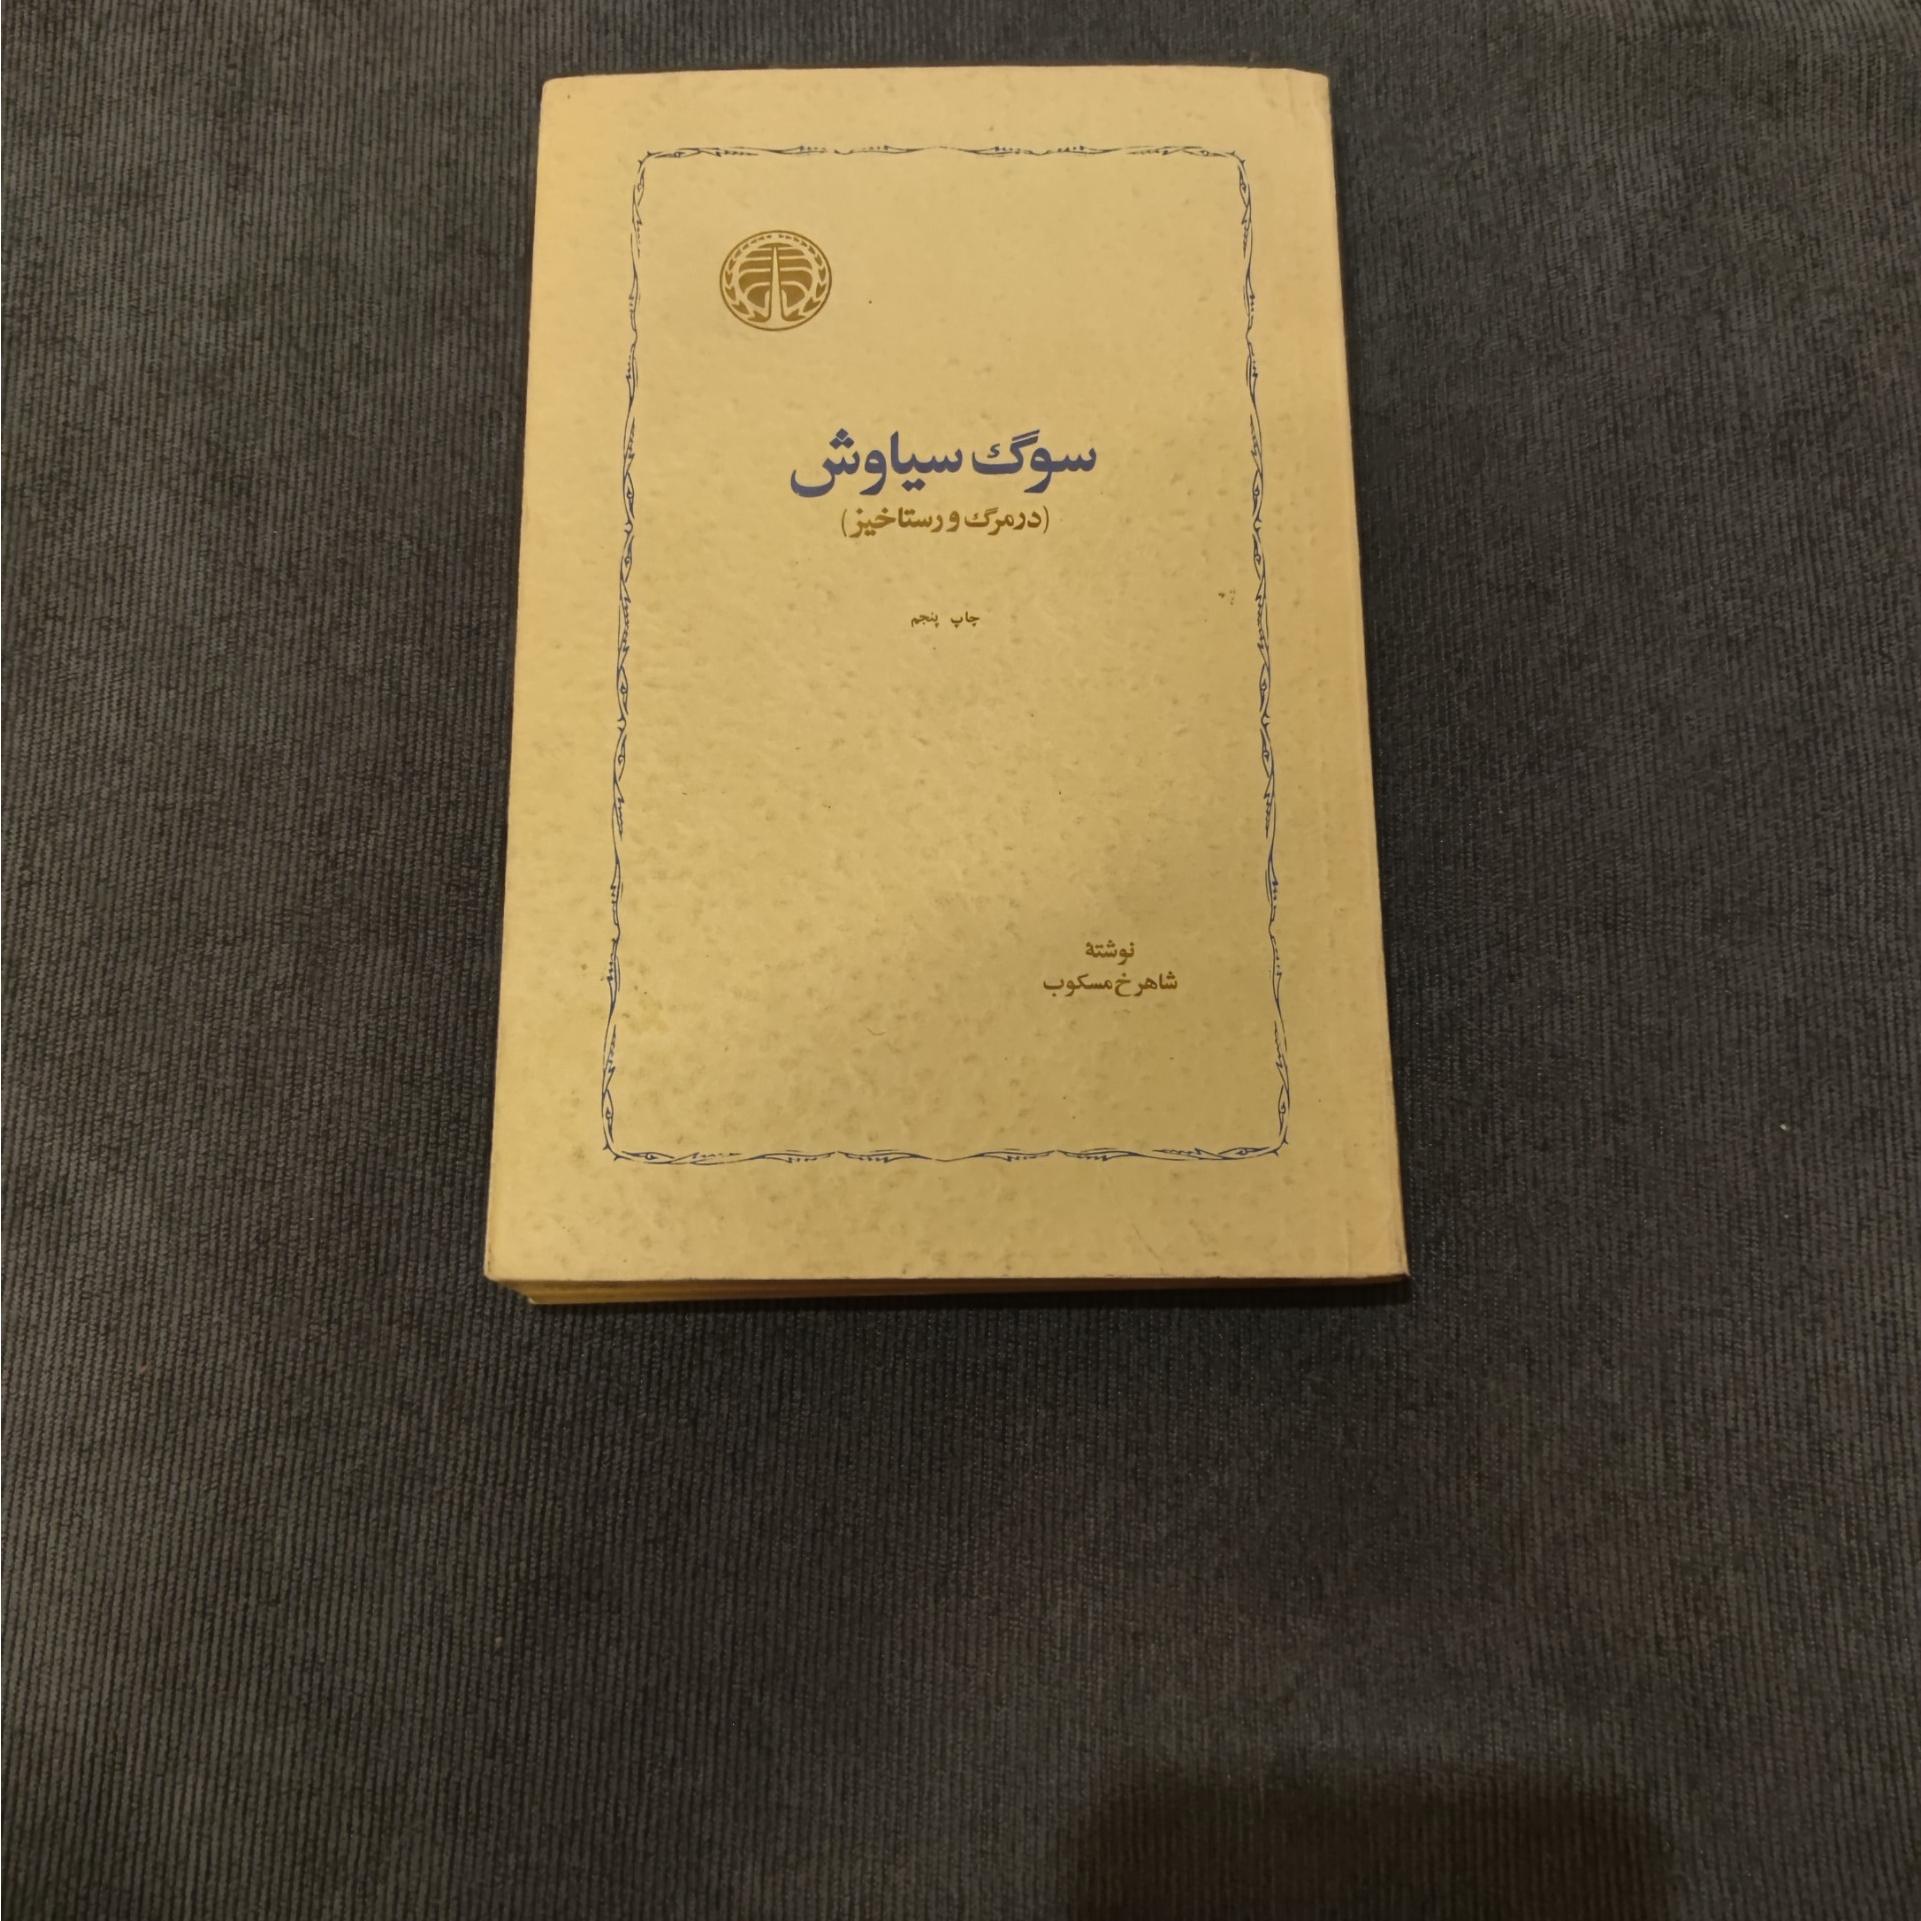 سوگ سیاوش
(در مرگ و رستاخیز)
چاپ پنجم
نوشتهٔ
شاهرخ مسکوب